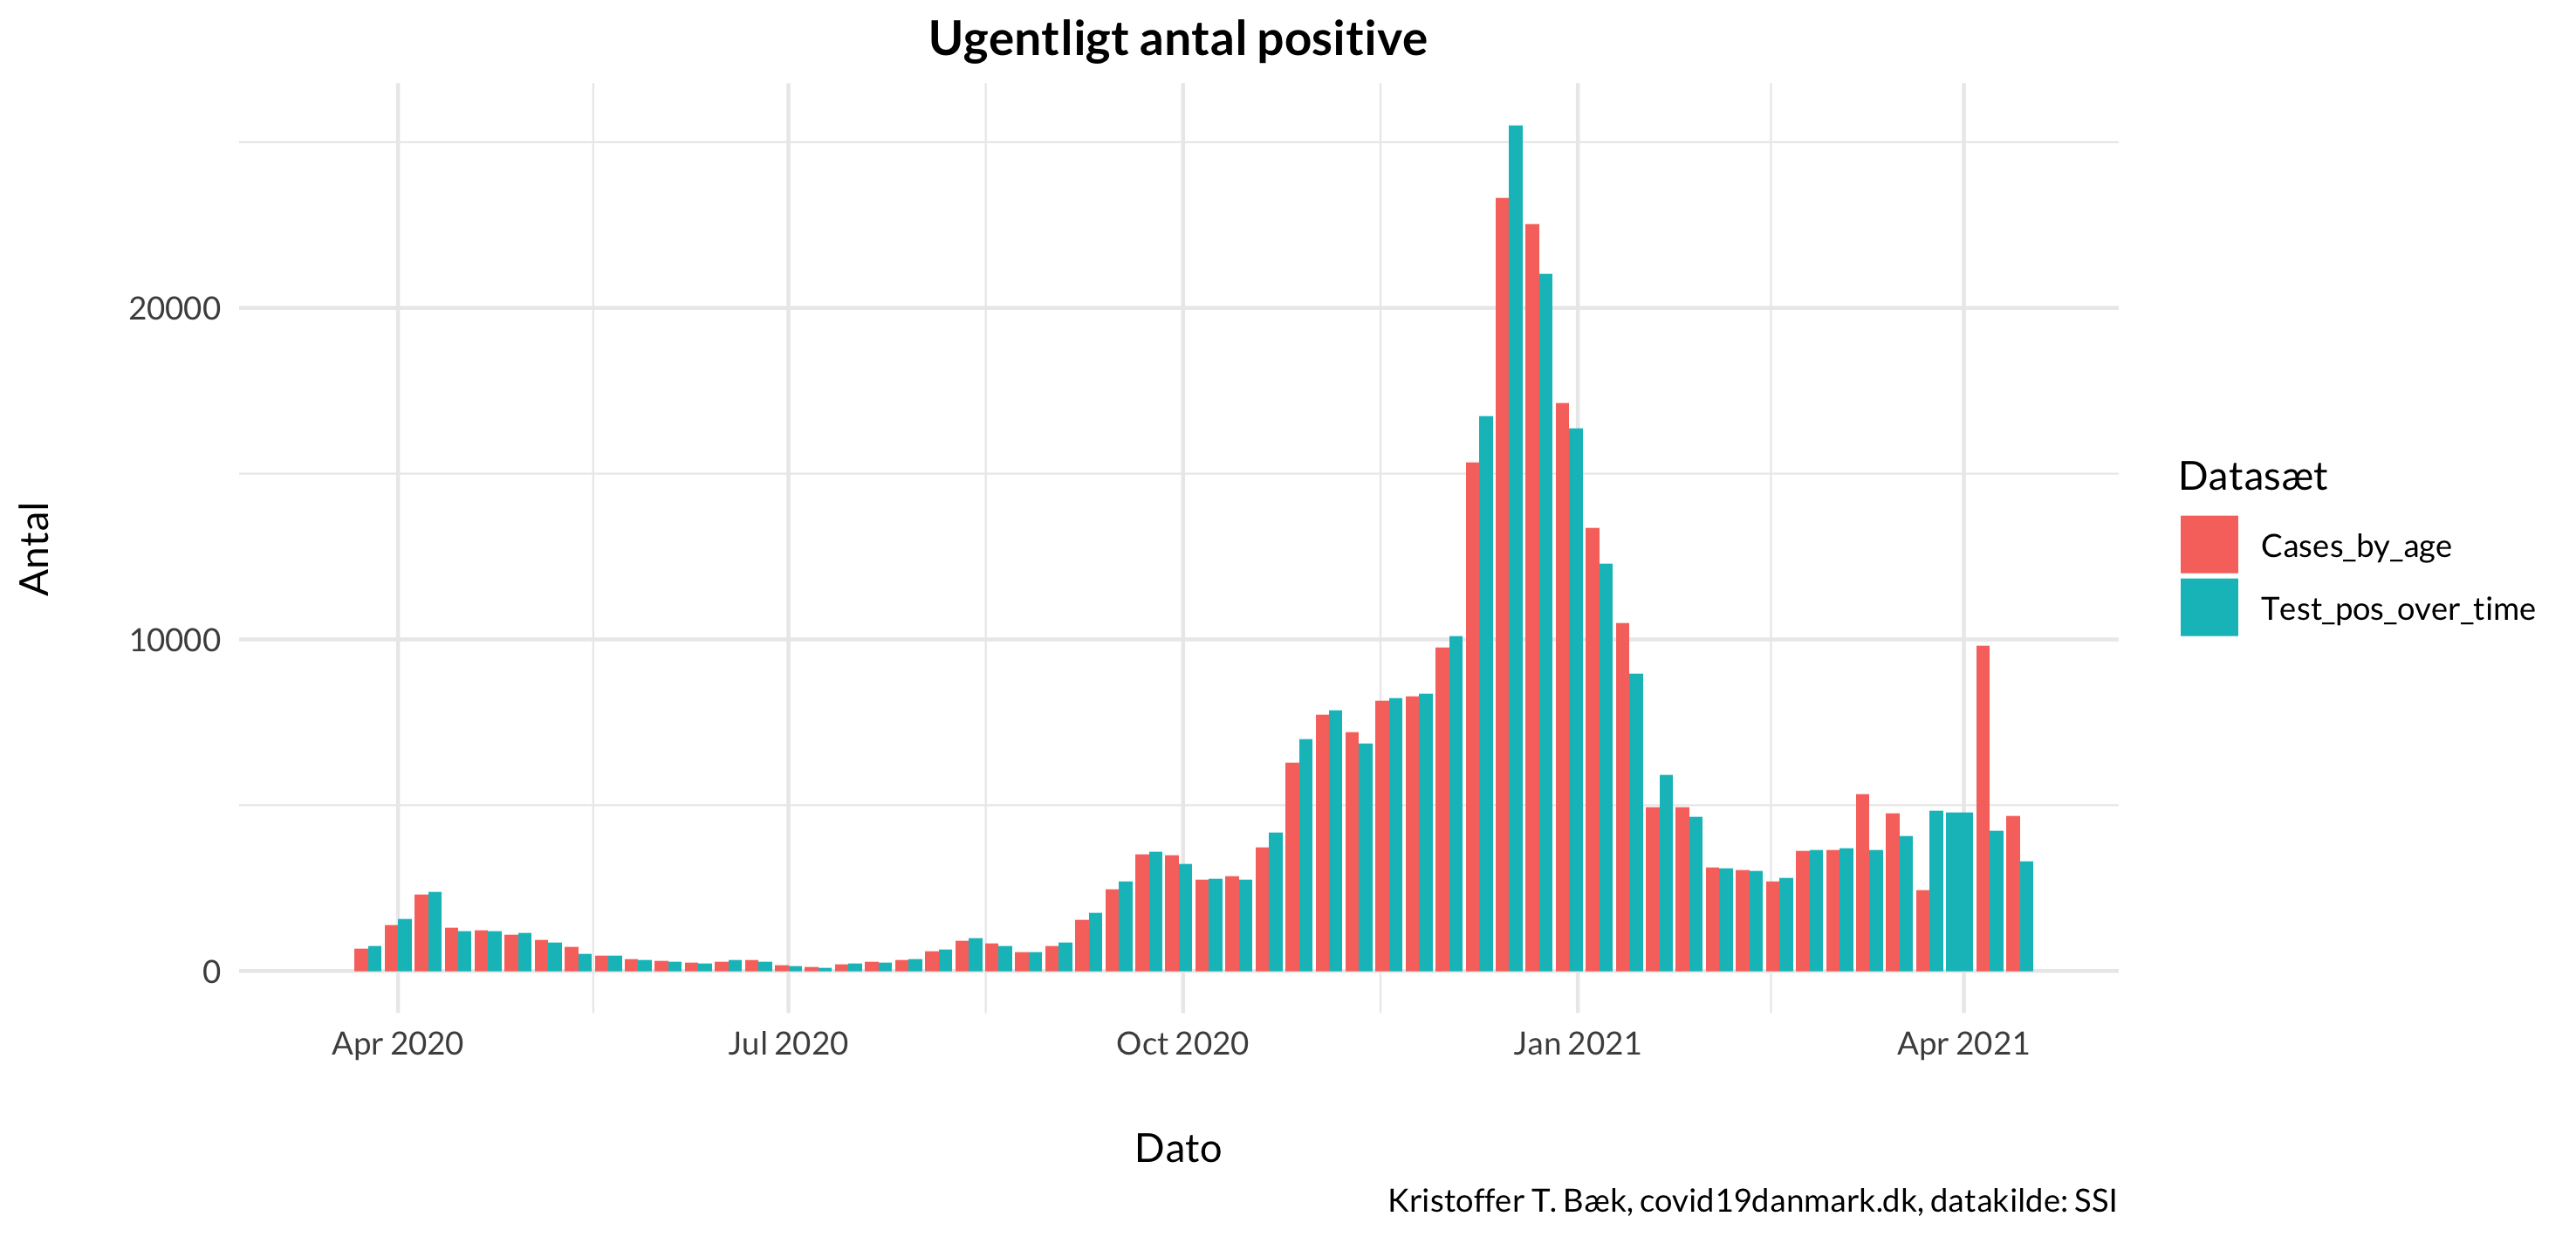 Ugentligt antal positive
Antal
20000
10000
0
Apr 2020
Jul 2020
Oct 2020
Jan 2021
Apr 2021
Dato
Datasæt
Cases_by_age
Test_pos_over_time
Kristoffer T. Bæk, covid19danmark.dk, datakilde: SSI